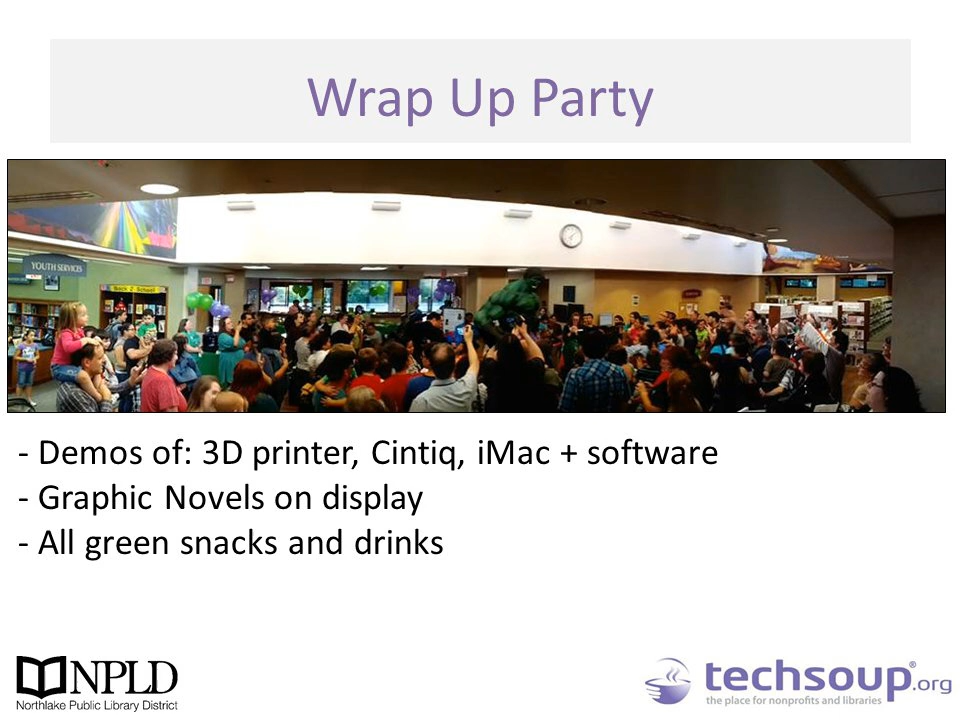 Wrap Up Party
YOUTH SERVICES
Back 2 School
- Demos of: 3D printer, Cintiq, iMac + software
- Graphic Novels on display
- All green snacks and drinks
NPLD
Northlake Public Library District
techsoup®.org
the place for nonprofits and libraries